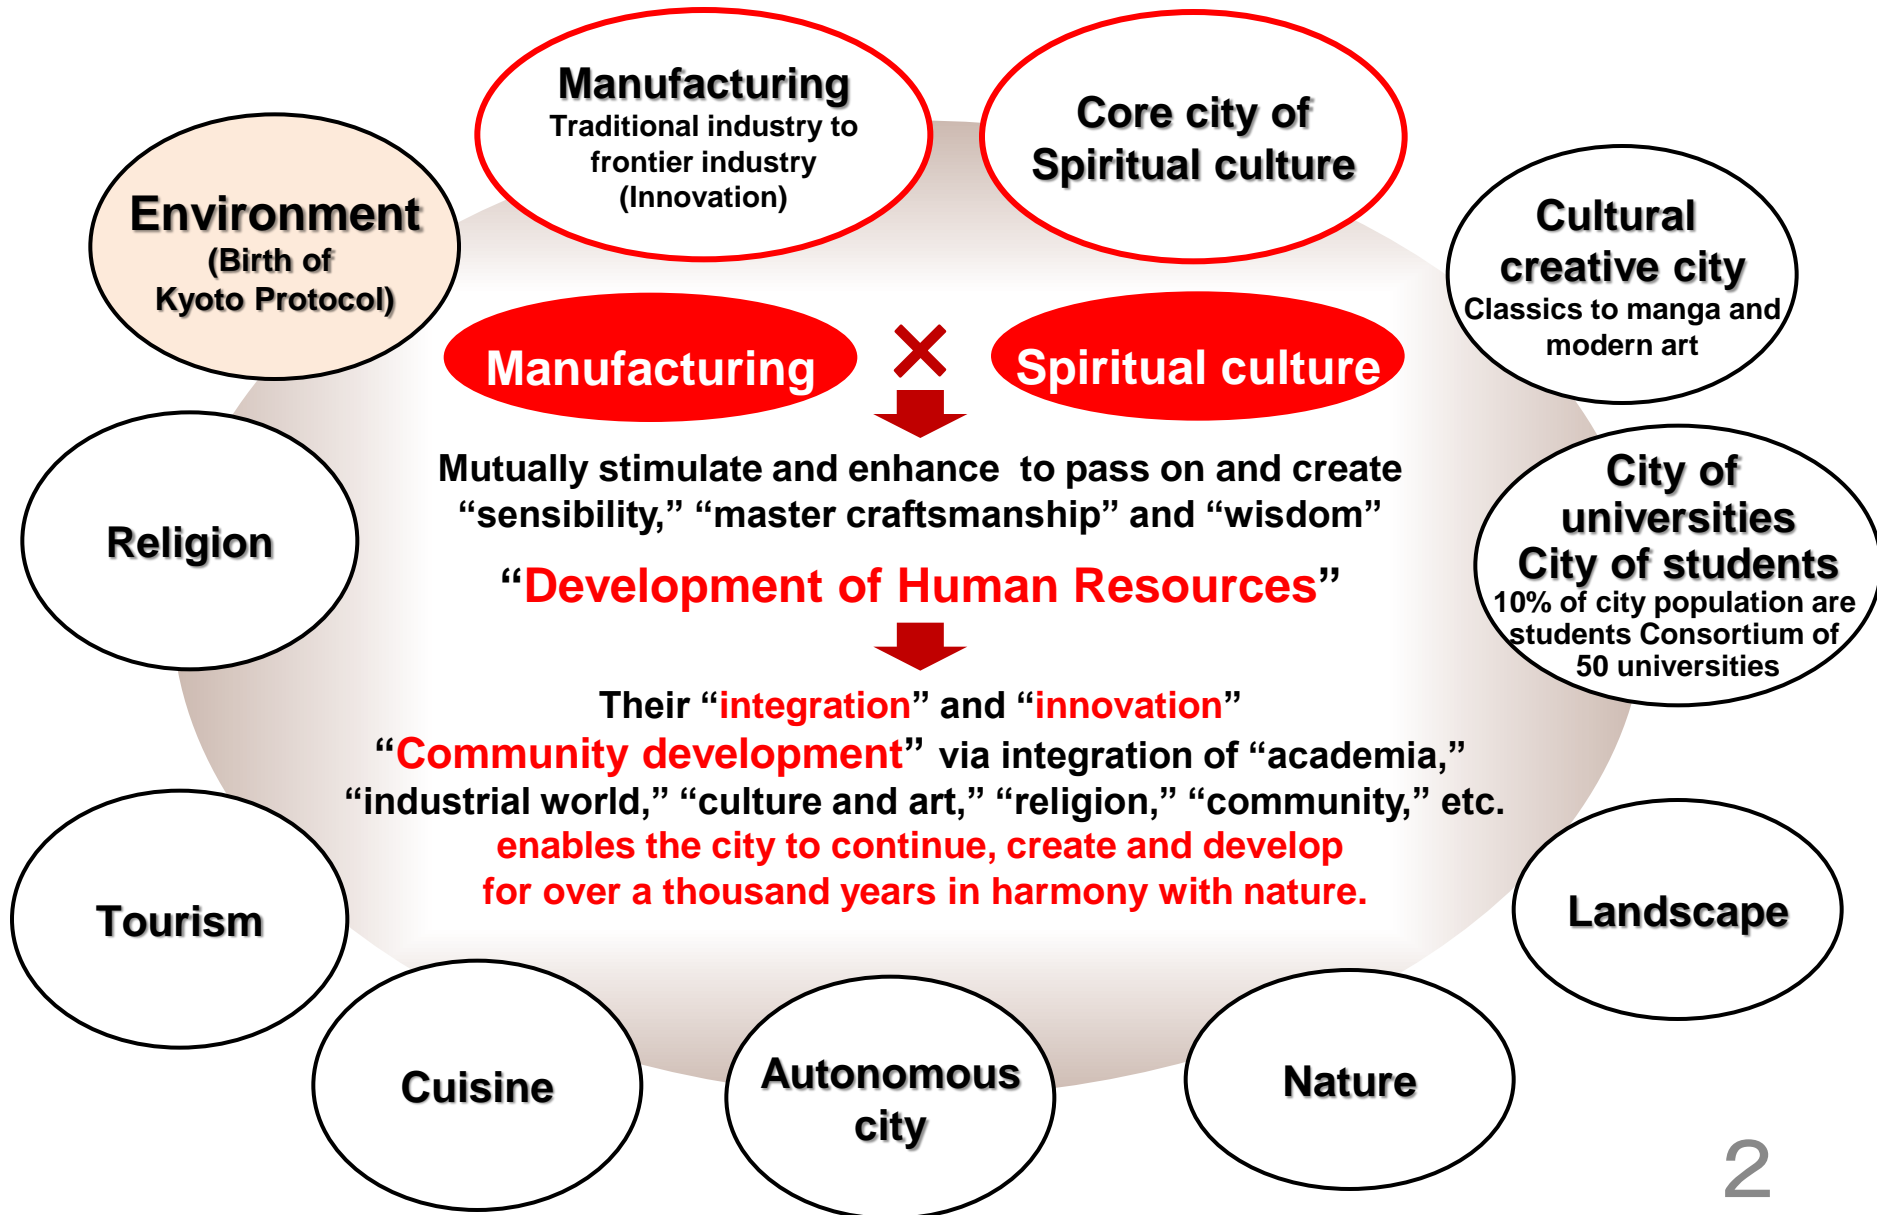 Manufacturing
Traditional industry to
frontier industry
(Innovation)
Core city of
Spiritual culture
Environment
(Birth of
Kyoto Protocol)
Cultural
creative city
Classics to manga and
modern art
Manufacturing
×
Spiritual culture
Mutually stimulate and enhance to pass on and create
“sensibility,” “master craftsmanship” and “wisdom”
“Development of Human Resources”
Religion
City of
universities
City of students
10% of city population are
students Consortium of
50 universities
Their “integration” and “innovation”
“Community development” via integration of “academia,”
“industrial world,” “culture and art,” “religion,” “community,” etc.
enables the city to continue, create and develop
for over a thousand years in harmony with nature.
Tourism
Landscape
Cuisine
Autonomous
city
Nature
2